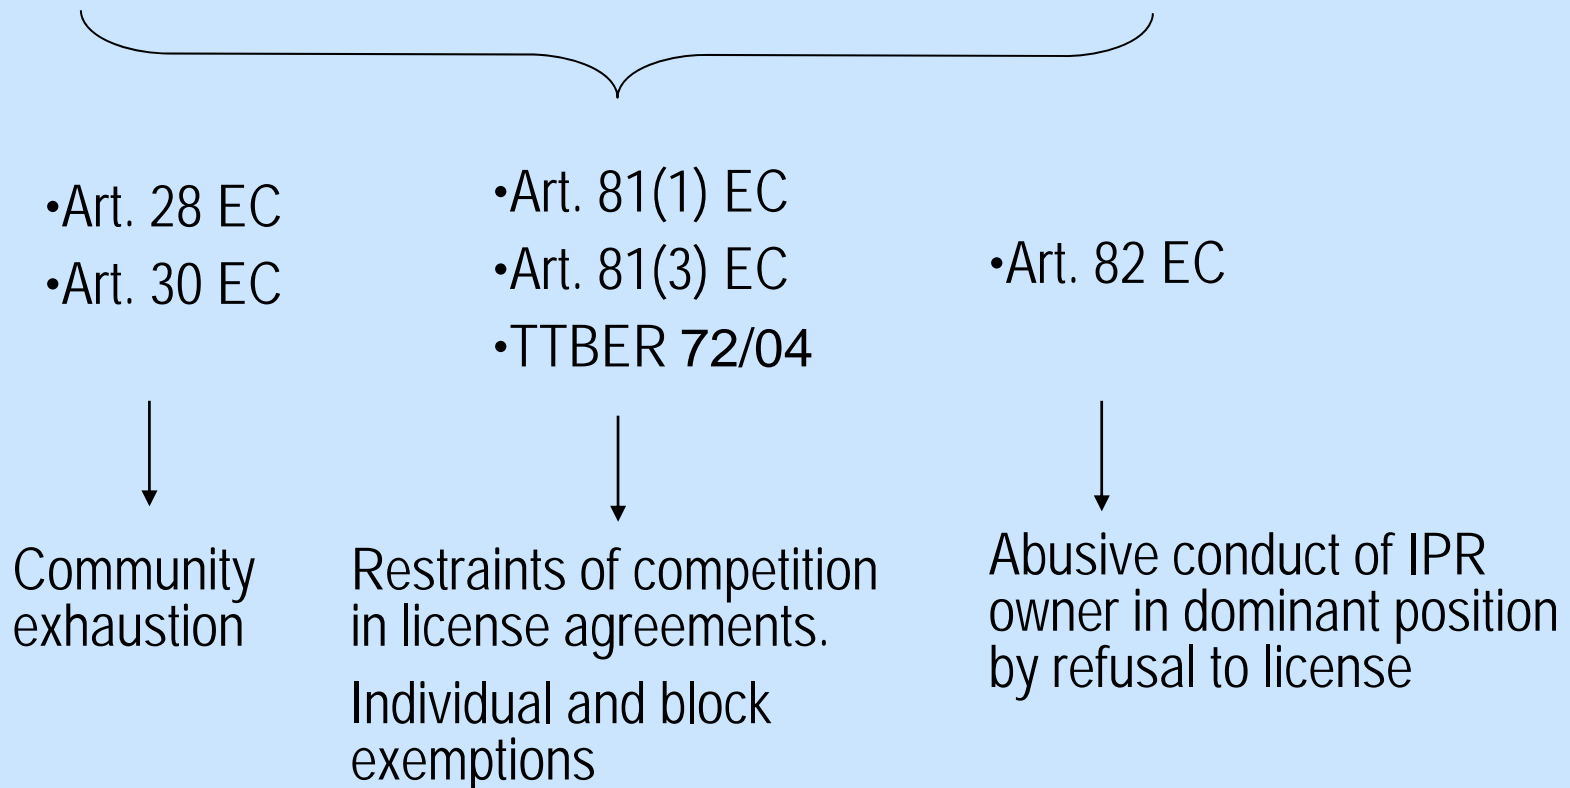 •Art. 28 EC
•Art. 30 EC
•Art. 81(1) EC
•Art. 81(3) EC
•TTBER 72/04
•Art. 82 EC
Community
exhaustion
Restraints of competition
in license agreements.
Individual and block
exemptions
Abusive conduct of IPR
owner in dominant position
by refusal to license